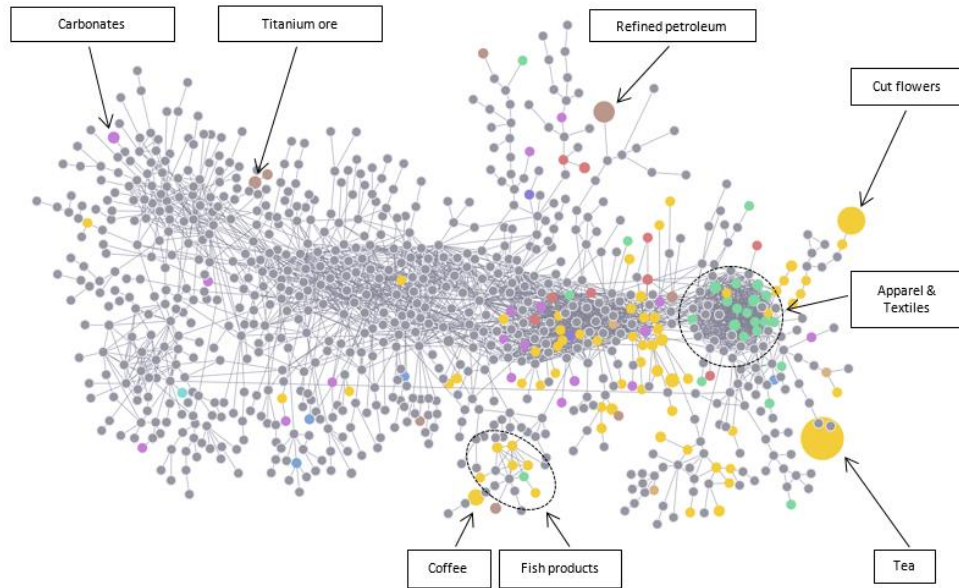 Carbonates
Titanium ore
Refined petroleum
Cut flowers
Apparel &
Textiles
Coffee
Fish products
Tea